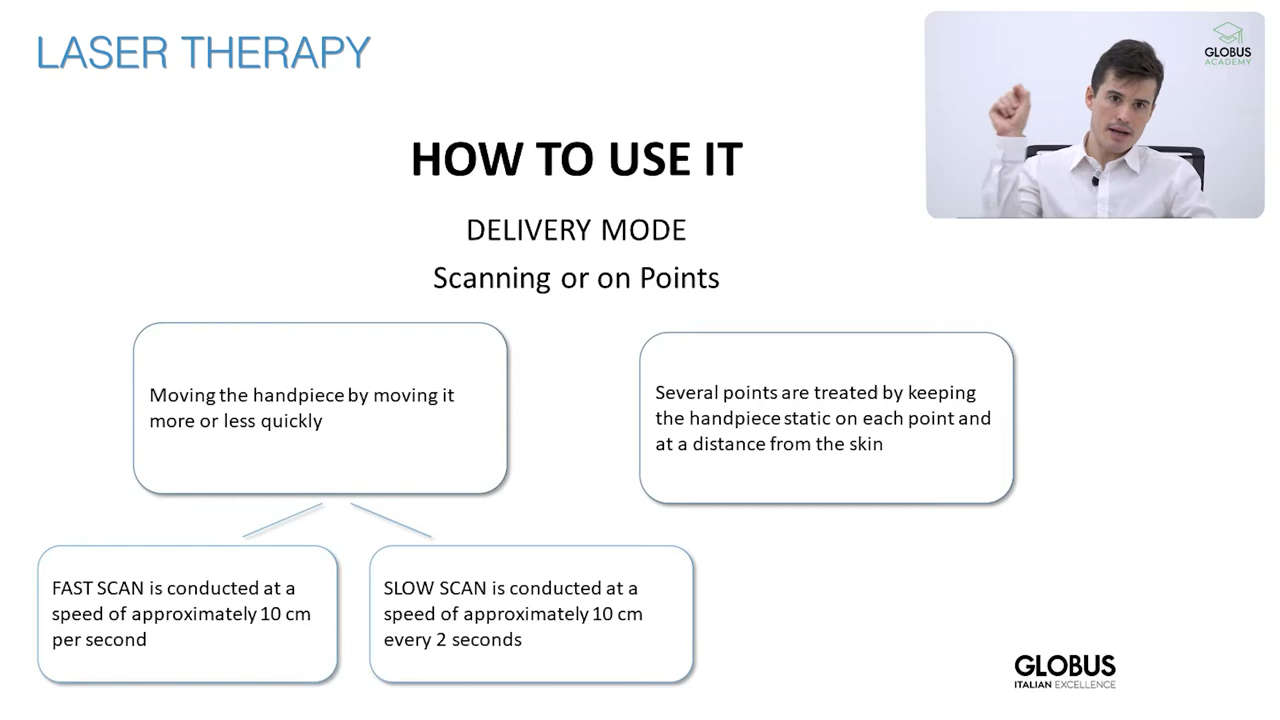 LASER THERAPY
GLOBUS
ACADEMY
HOW TO USE IT
DELIVERY MODE
Scanning or on Points
Moving the handpiece by moving it
more or less quickly
Several points are treated by keeping
the handpiece static on each point and
at a distance from the skin
FAST SCAN is conducted at a
speed of approximately 10 cm
per second
SLOW SCAN is conducted at a
speed of approximately 10 cm
every 2 seconds
GLOBUS
ITALIAN EXCELLENCE